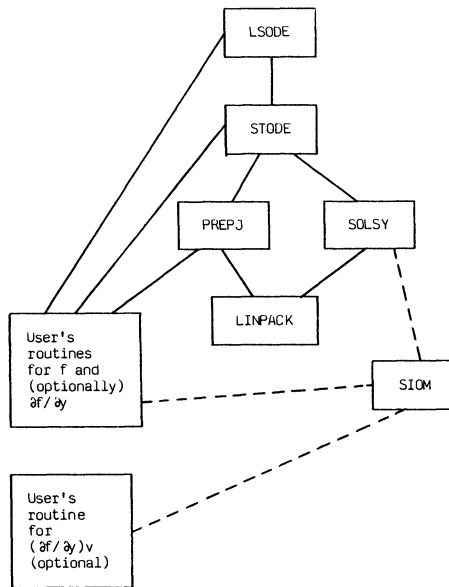 LSODE
STODE
PREPJ
SOLSY
LINPACK
User's
routines
for f and
(optionally)
∂f/∂y
SIOM
User's
routine
for
(∂f/∂y)v
(optional)